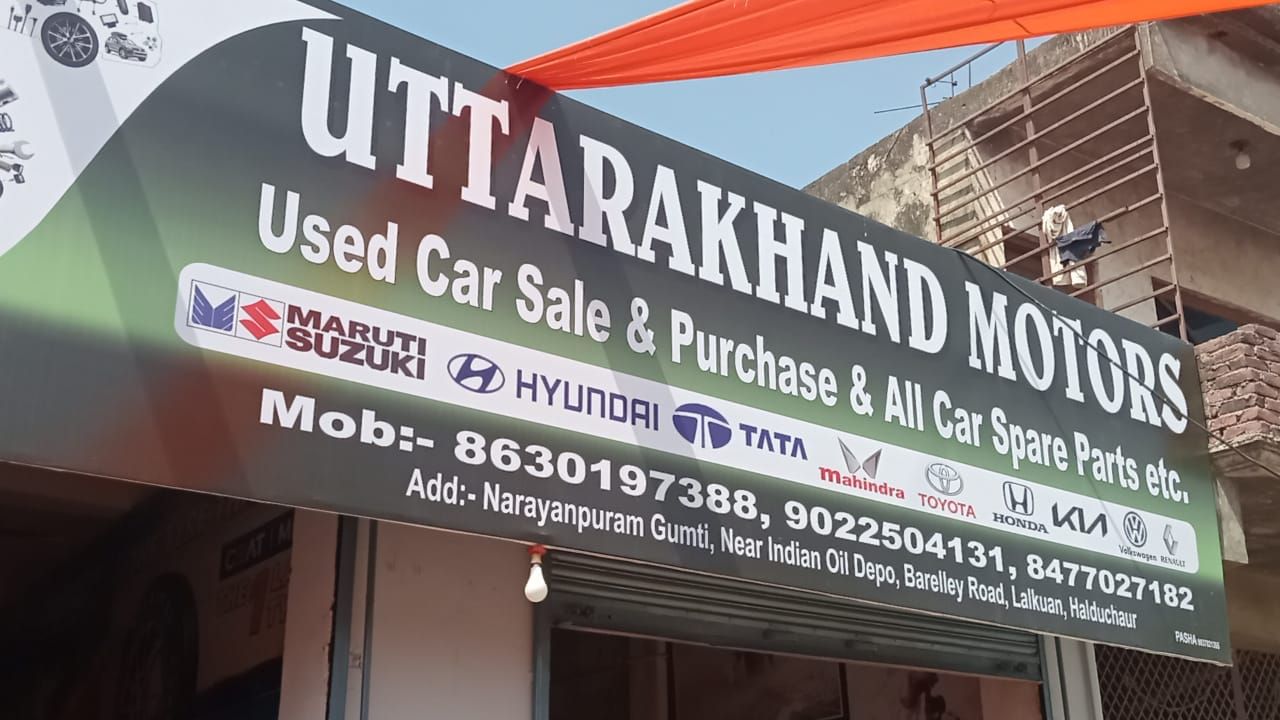 UTTARAKHAND MOTORS
Used Car Sale & Purchase & All Car Spare Parts etc.
MARUTI SUZUKI HYUNDAI TATA Mahindra TOYOTA HONDA KIA Volkswagen RENAULT
Mob:- 8630197388, 9022504131, 8477027182
Add:- Narayanpuram Gumti, Near Indian Oil Depo, Barelley Road, Lalkuan, Halduchaur
PASHA